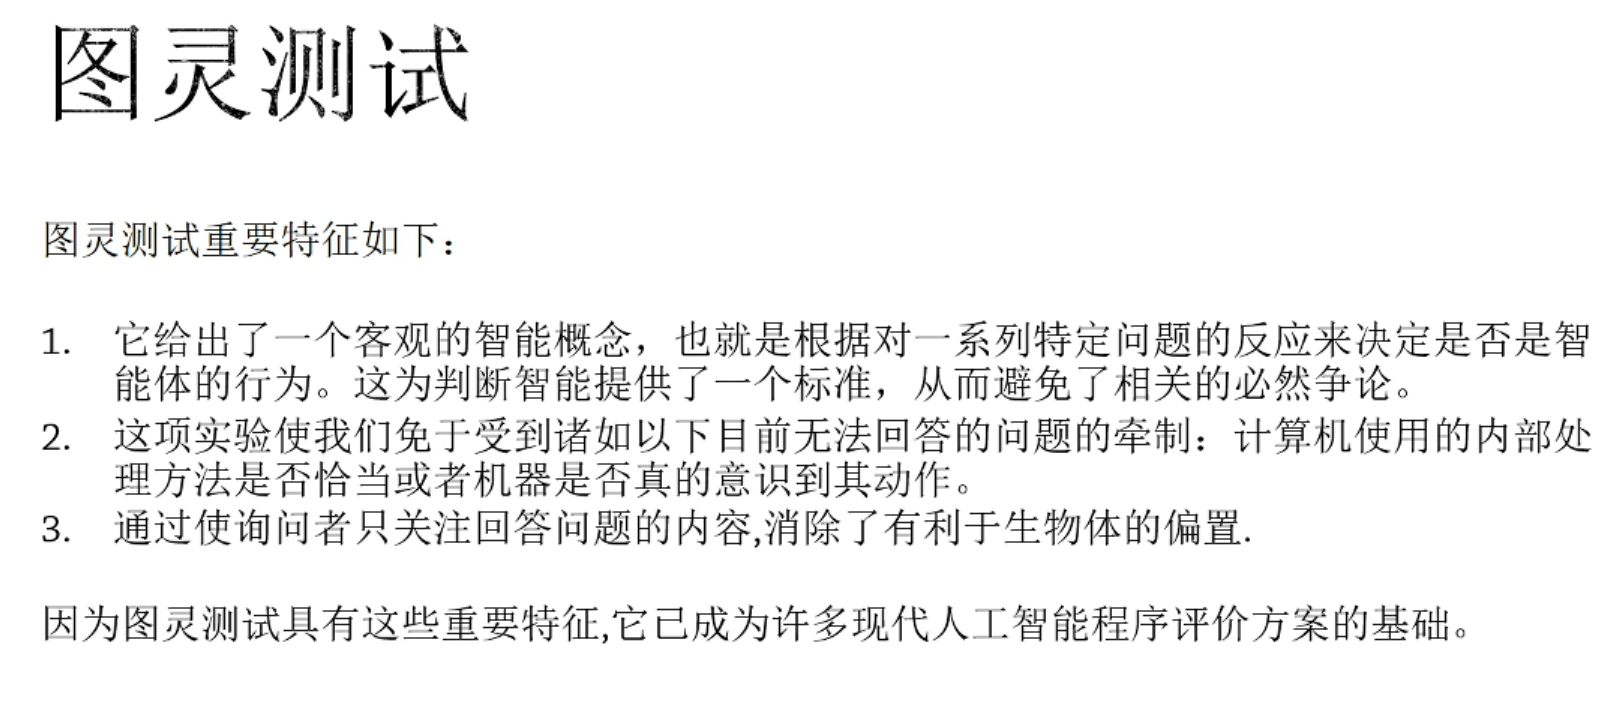 图灵测试
图灵测试重要特征如下：
1. 它给出了一个客观的智能概念，也就是根据对一系列特定问题的反应来决定是否是智
能体的行为。这为判断智能提供了一个标准，从而避免了相关的必然争论。
2. 这项实验使我们免于受到诸如以下目前无法回答的问题的牵制：计算机使用的内部处
理方法是否恰当或者机器是否真的意识到其动作。
3. 通过使询问者只关注回答问题的内容,消除了有利于生物体的偏置.
因为图灵测试具有这些重要特征,它已成为许多现代人工智能程序评价方案的基础。